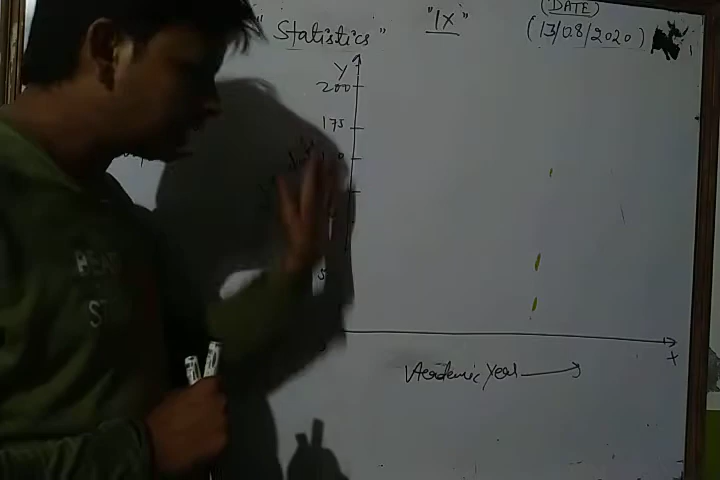 "Statistics" "IX" (DATE)
(13/08/2020)
Y
200
175
Academic Year
X